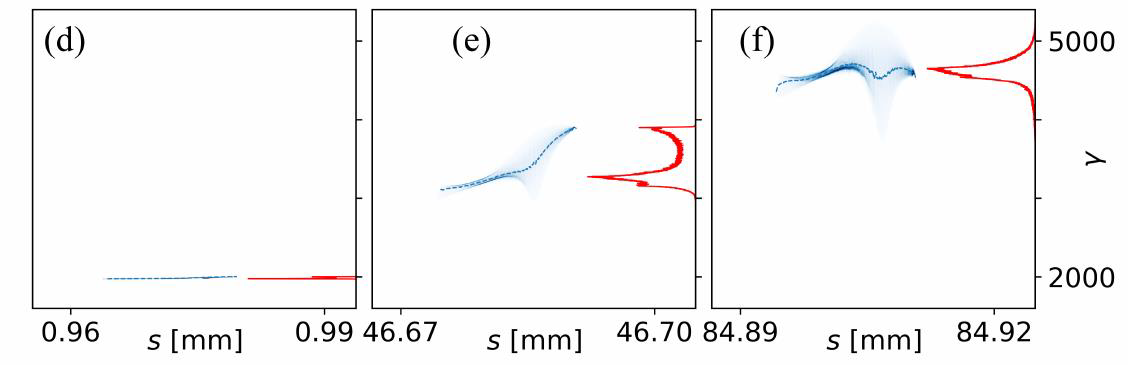 (d) (e) (f)
5000
γ
2000
0.96 0.99 46.67 46.70 84.89 84.92
s [mm] s [mm] s [mm]